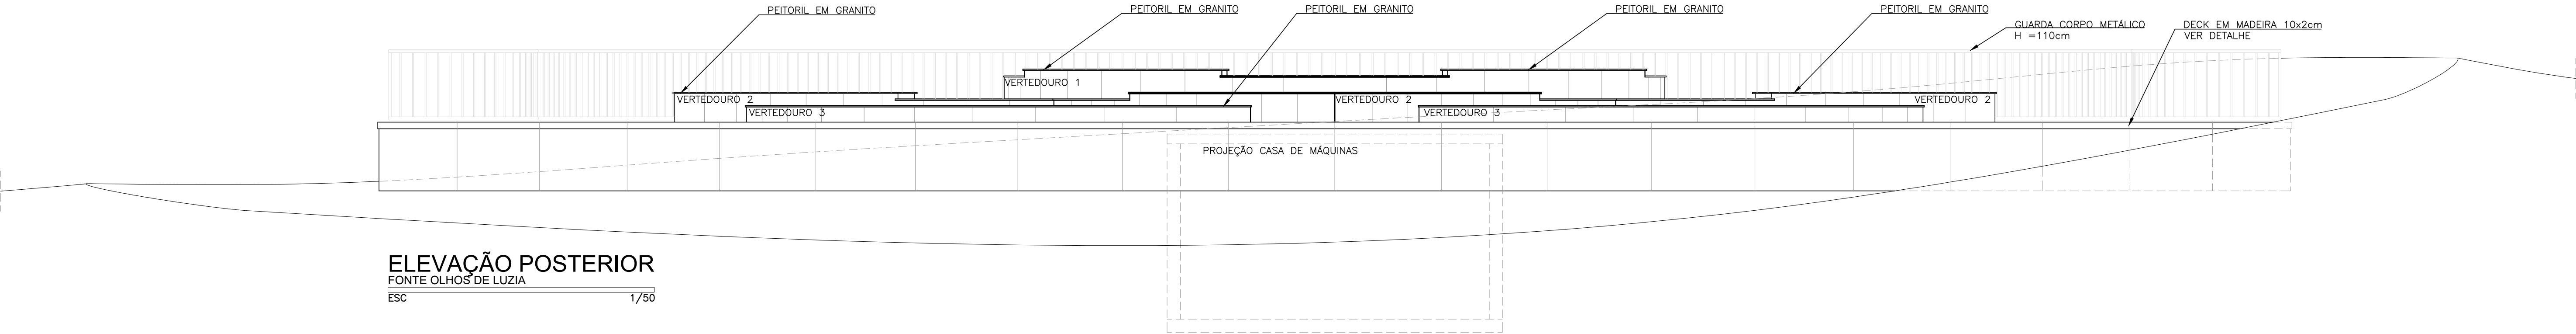 PEITORIL EM GRANITO
PEITORIL EM GRANITO
PEITORIL EM GRANITO
PEITORIL EM GRANITO
PEITORIL EM GRANITO
GUARDA CORPO METÁLICO
H =110cm
DECK EM MADEIRA 10x2cm
VER DETALHE
VERTEDOURO 1
VERTEDOURO 2
VERTEDOURO 2
VERTEDOURO 2
VERTEDOURO 3
VERTEDOURO 3
PROJEÇÃO CASA DE MÁQUINAS
ELEVAÇÃO POSTERIOR
FONTE OLHOS DE LUZIA
ESC 1/50